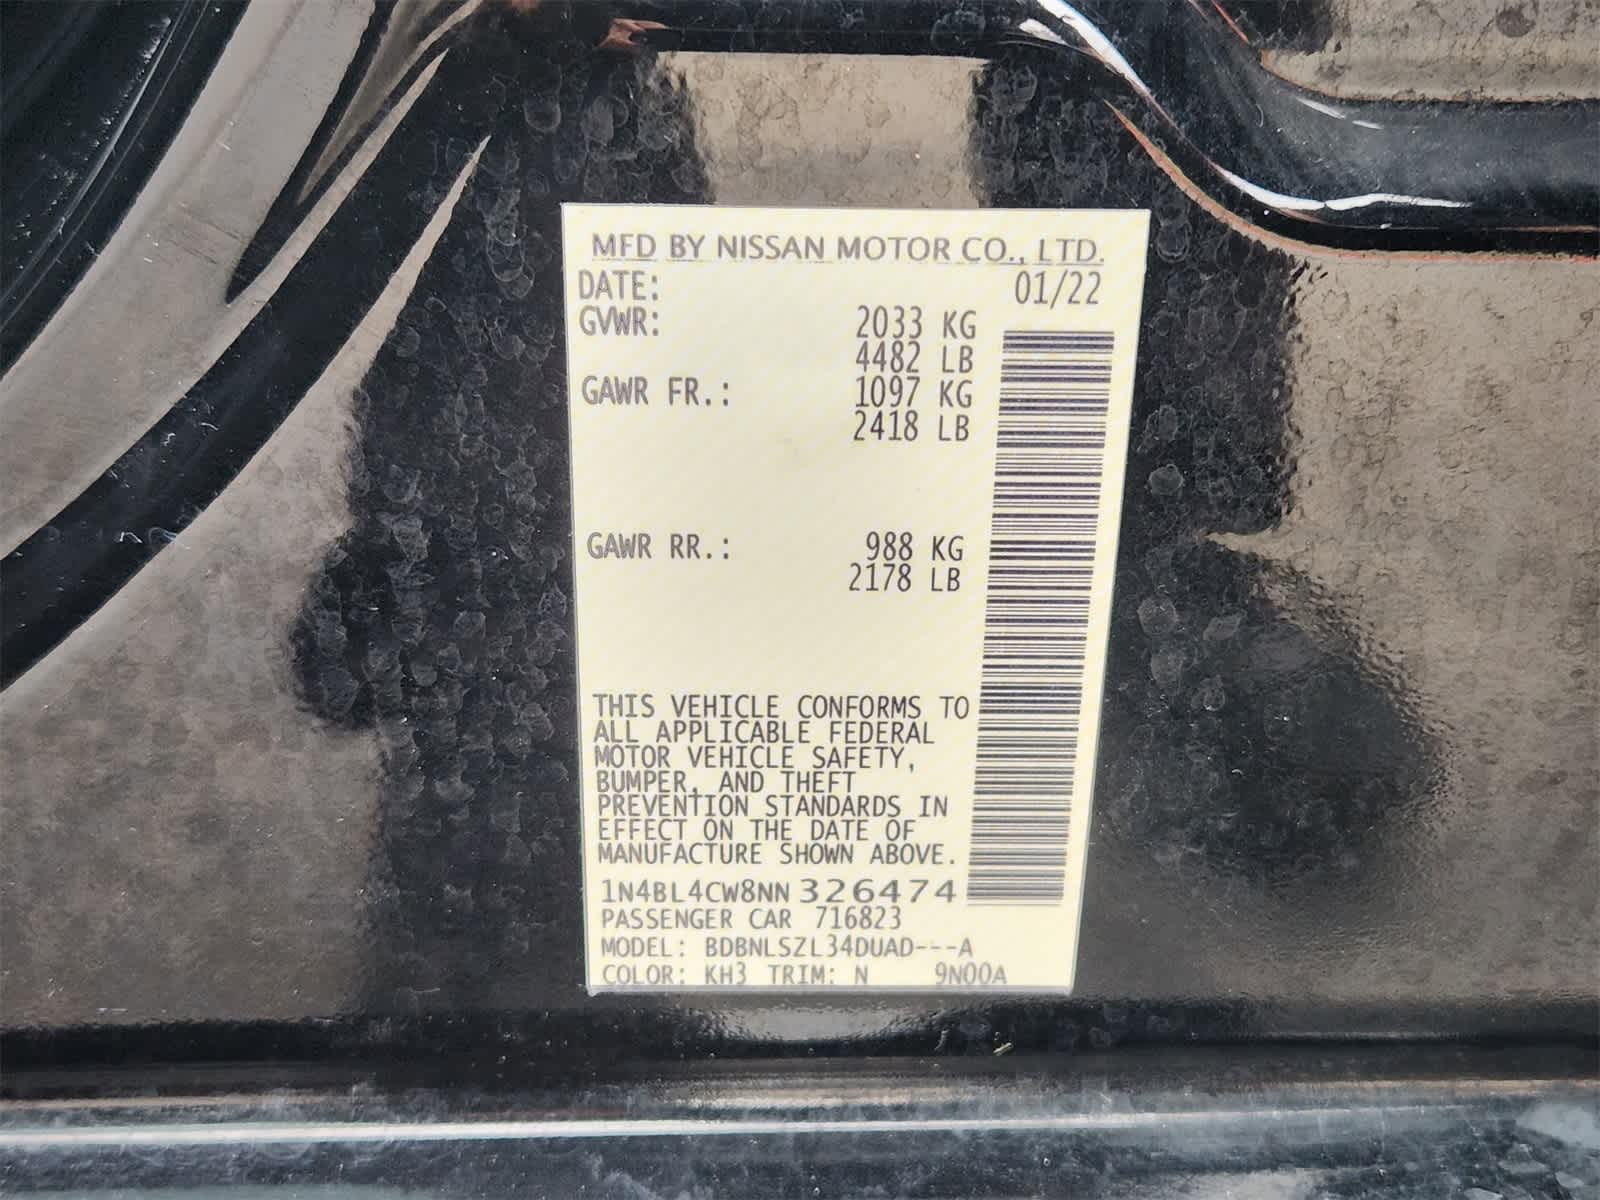 MFD BY NISSAN MOTOR CO., LTD.
DATE: 01/22
GVWR: 2033 KG
4482 LB
GAWR FR.: 1097 KG
2418 LB
GAWR RR.: 988 KG
2178 LB
THIS VEHICLE CONFORMS TO
ALL APPLICABLE FEDERAL
MOTOR VEHICLE SAFETY,
BUMPER, AND THEFT
PREVENTION STANDARDS IN
EFFECT ON THE DATE OF
MANUFACTURE SHOWN ABOVE.
1N4BL4CW8NN326474
PASSENGER CAR 716823
MODEL: BDBNLSZL34DUAD---A
COLOR: KH3 TRIM: N 9N00A